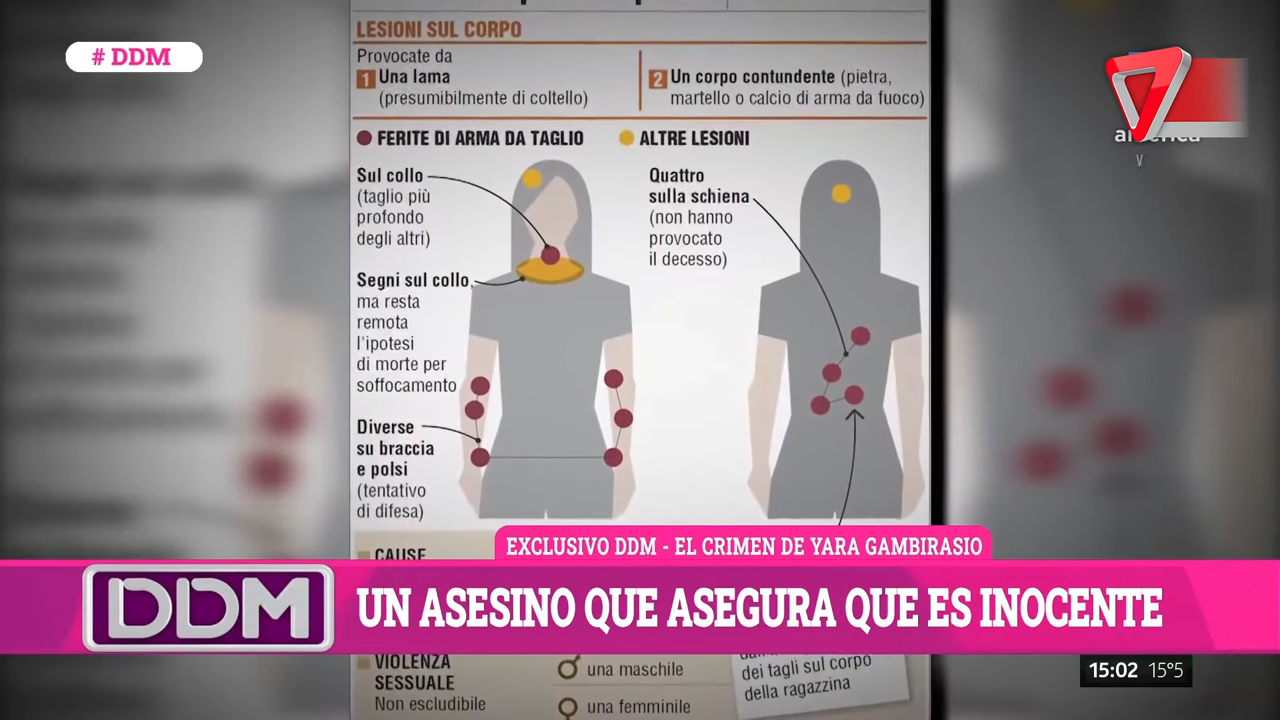 # DDM
LESIONI SUL CORPO
Provocate da
1 Una lama
(presumibilmente di coltello)
2 Un corpo contundente (pietra,
martello o calcio di arma da fuoco)
FERITE DI ARMA DA TAGLIO
ALTRE LESIONI
Sul collo
(taglio più
profondo
degli altri)
Segni sul collo,
ma resta
remota
l'ipotesi
di morte per
soffocamento
Diverse
su braccia
e polsi
(tentativo
di difesa)
Quattro
sulla schiena
(non hanno
provocato
il decesso)
CAUSE
EXCLUSIVO DDM - EL CRIMEN DE YARA GAMBIRASIO
DDM
UN ASESINO QUE ASEGURA QUE ES INOCENTE
VIOLENZA
SESSUALE
Non escludibile
una maschile
una femminile
dei tagli sul corpo
della ragazzina
15:02 15°5